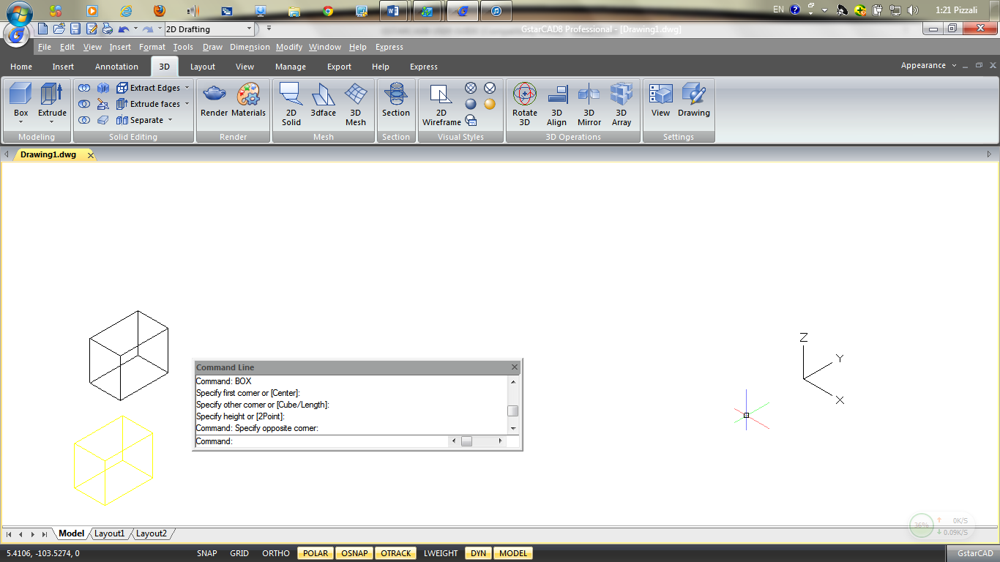 EN 1:21 Pizzali
2D Drafting
GstarCAD8 Professional - [Drawing1.dwg]
File Edit View Insert Format Tools Draw Dimension Modify Window Help Express
Home Insert Annotation 3D Layout View Manage Export Help Express Appearance
Box Extrude
Modeling
Extract Edges
Extrude faces
Separate
Solid Editing
Render Materials
Render
2D Solid 3dface 3D Mesh
Mesh
Section
Section
2D Wireframe
Visual Styles
Rotate 3D 3D Align 3D Mirror 3D Array
3D Operations
View Drawing
Settings
Drawing1.dwg
Z
Y
X
Command Line
Command: BOX
Specify first corner or [Center]:
Specify other corner or [Cube/Length]:
Specify height or [2Point]:
Command: Specify opposite corner:
Command:
36% 0K/S
0.09K/S
Model Layout1 Layout2
5.4106, -103.5274, 0 SNAP GRID ORTHO POLAR OSNAP OTRACK LWEIGHT DYN MODEL GstarCAD